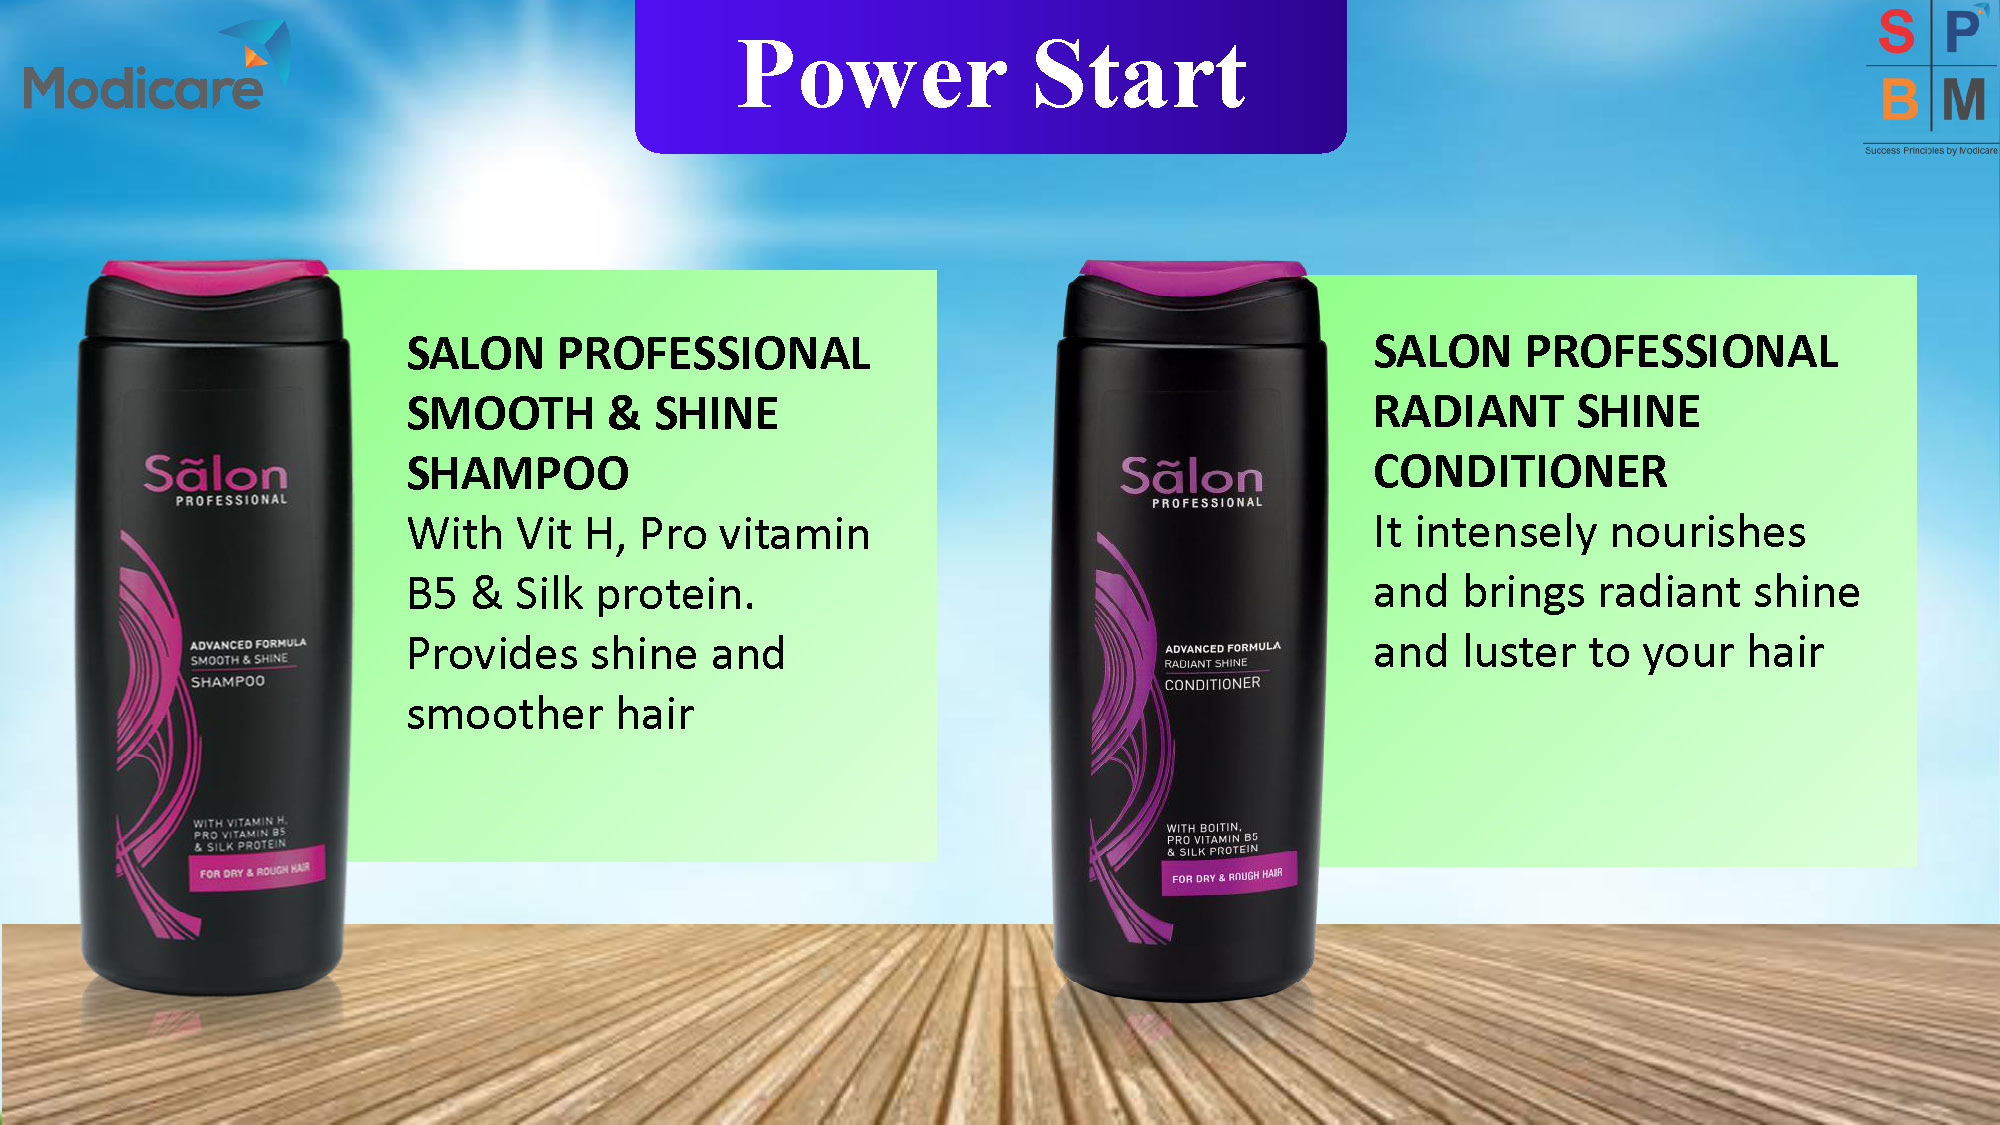 Modicare
Power Start
S P
B M
Success Principles by Modicare
SALON PROFESSIONAL
SMOOTH & SHINE
SHAMPOO
With Vit H, Pro vitamin
B5 & Silk protein.
Provides shine and
smoother hair
Sãlon
PROFESSIONAL
ADVANCED FORMULA
SMOOTH & SHINE
SHAMPOO
WITH VITAMIN H,
PRO VITAMIN B5
& SILK PROTEIN
FOR DRY & ROUGH HAIR
SALON PROFESSIONAL
RADIANT SHINE
CONDITIONER
It intensely nourishes
and brings radiant shine
and luster to your hair
Sãlon
PROFESSIONAL
ADVANCED FORMULA
RADIANT SHINE
CONDITIONER
WITH BOITIN,
PRO VITAMIN B5
& SILK PROTEIN
FOR DRY & ROUGH HAIR